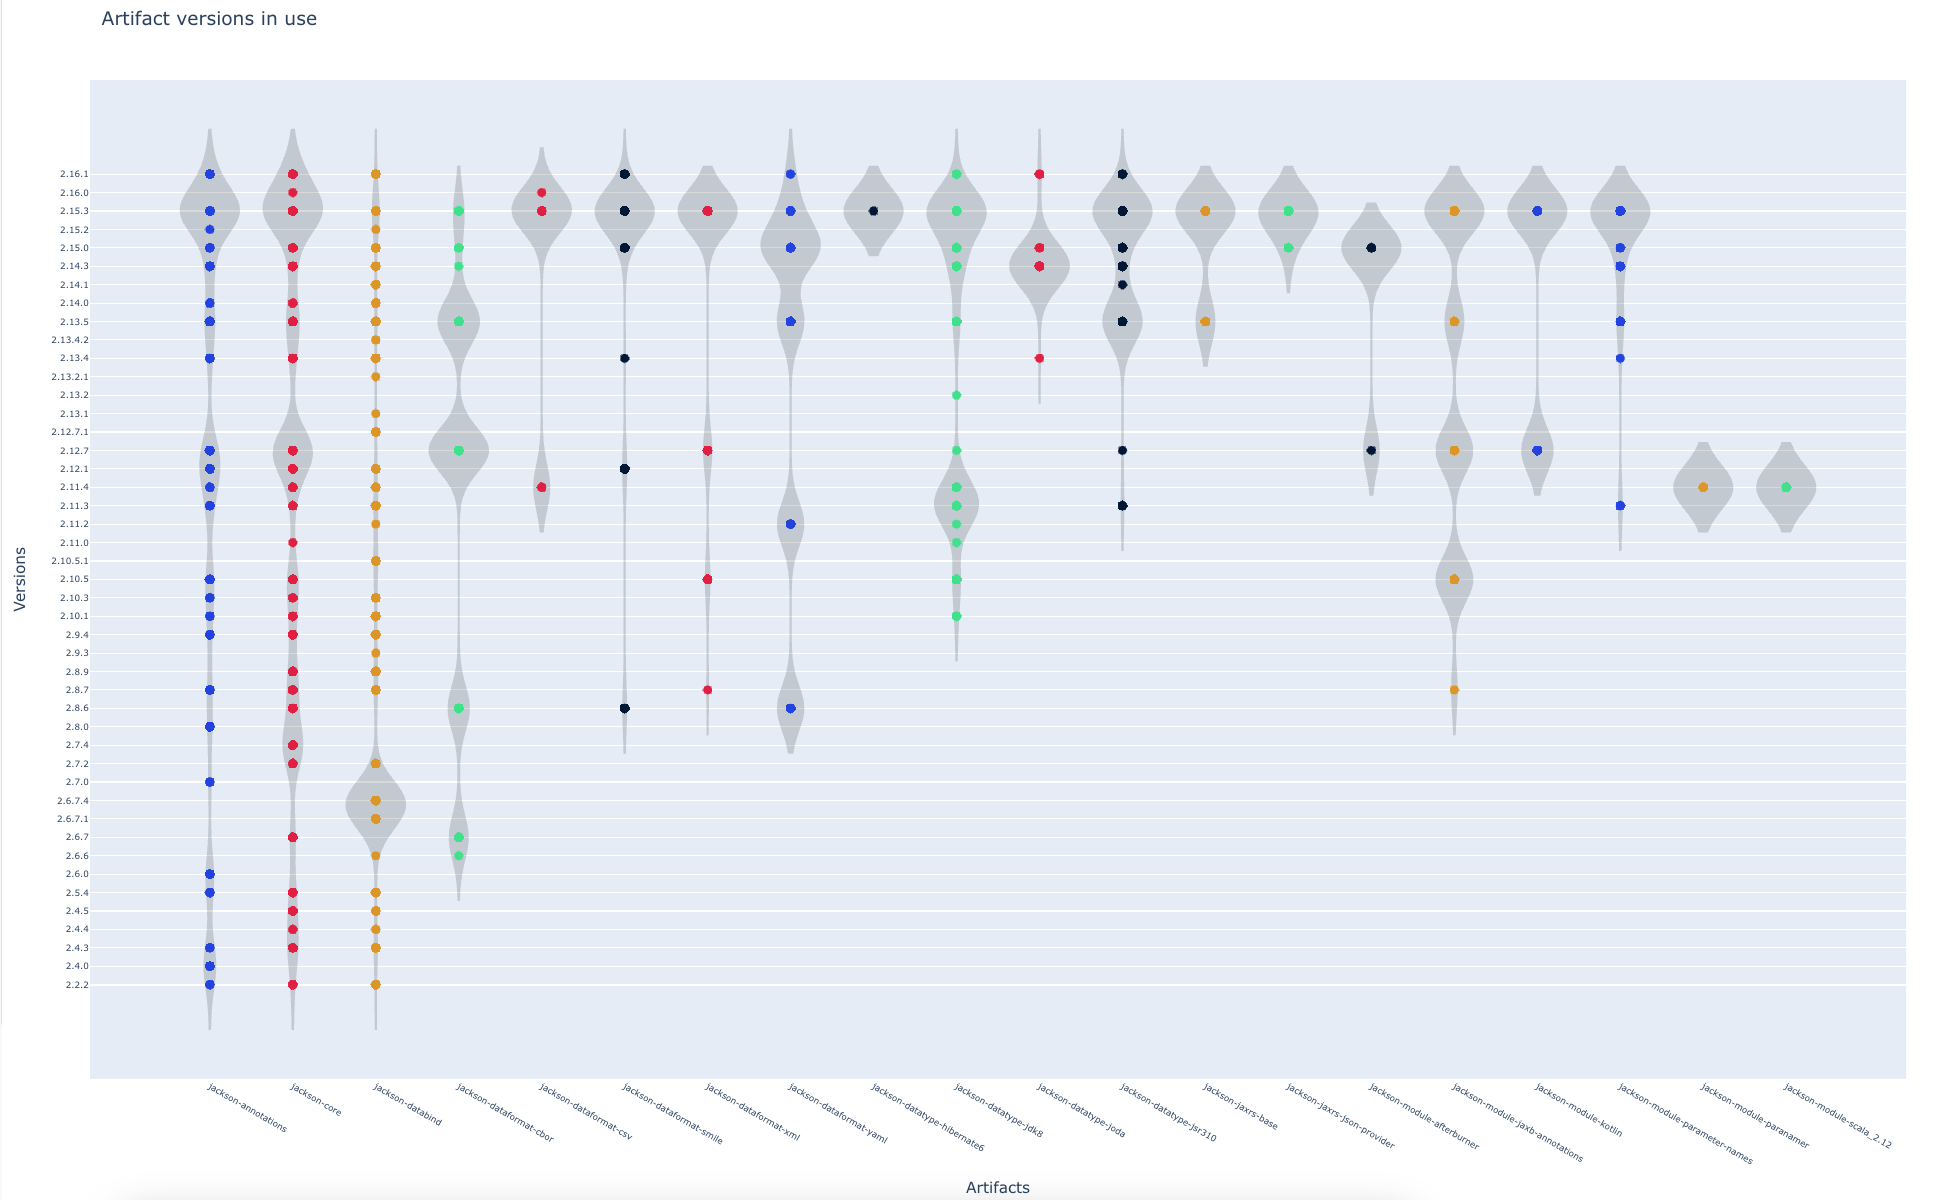 Artifact versions in use
2.16.1
2.16.0
2.15.3
2.15.2
2.15.0
2.14.3
2.14.1
2.14.0
2.13.5
2.13.4.2
2.13.4
2.13.2.1
2.13.2
2.13.1
2.12.7.1
2.12.7
2.12.1
2.11.4
2.11.3
2.11.2
2.11.0
2.10.5.1
2.10.5
2.10.3
2.10.1
2.9.4
2.9.3
2.8.9
2.8.7
2.8.6
2.8.0
2.7.4
2.7.2
2.7.0
2.6.7.4
2.6.7.1
2.6.7
2.6.6
2.6.0
2.5.4
2.4.5
2.4.4
2.4.3
2.4.0
2.2.2
Versions
jackson-annotations
jackson-core
jackson-databind
jackson-dataformat-cbor
jackson-dataformat-csv
jackson-dataformat-smile
jackson-dataformat-xml
jackson-dataformat-yaml
jackson-datatype-hibernate6
jackson-datatype-jdk8
jackson-datatype-joda
jackson-datatype-jsr310
jackson-jaxrs-base
jackson-jaxrs-json-provider
jackson-module-afterburner
jackson-module-jaxb-annotations
jackson-module-kotlin
jackson-module-parameter-names
jackson-module-paranamer
jackson-module-scala_2.12
Artifacts